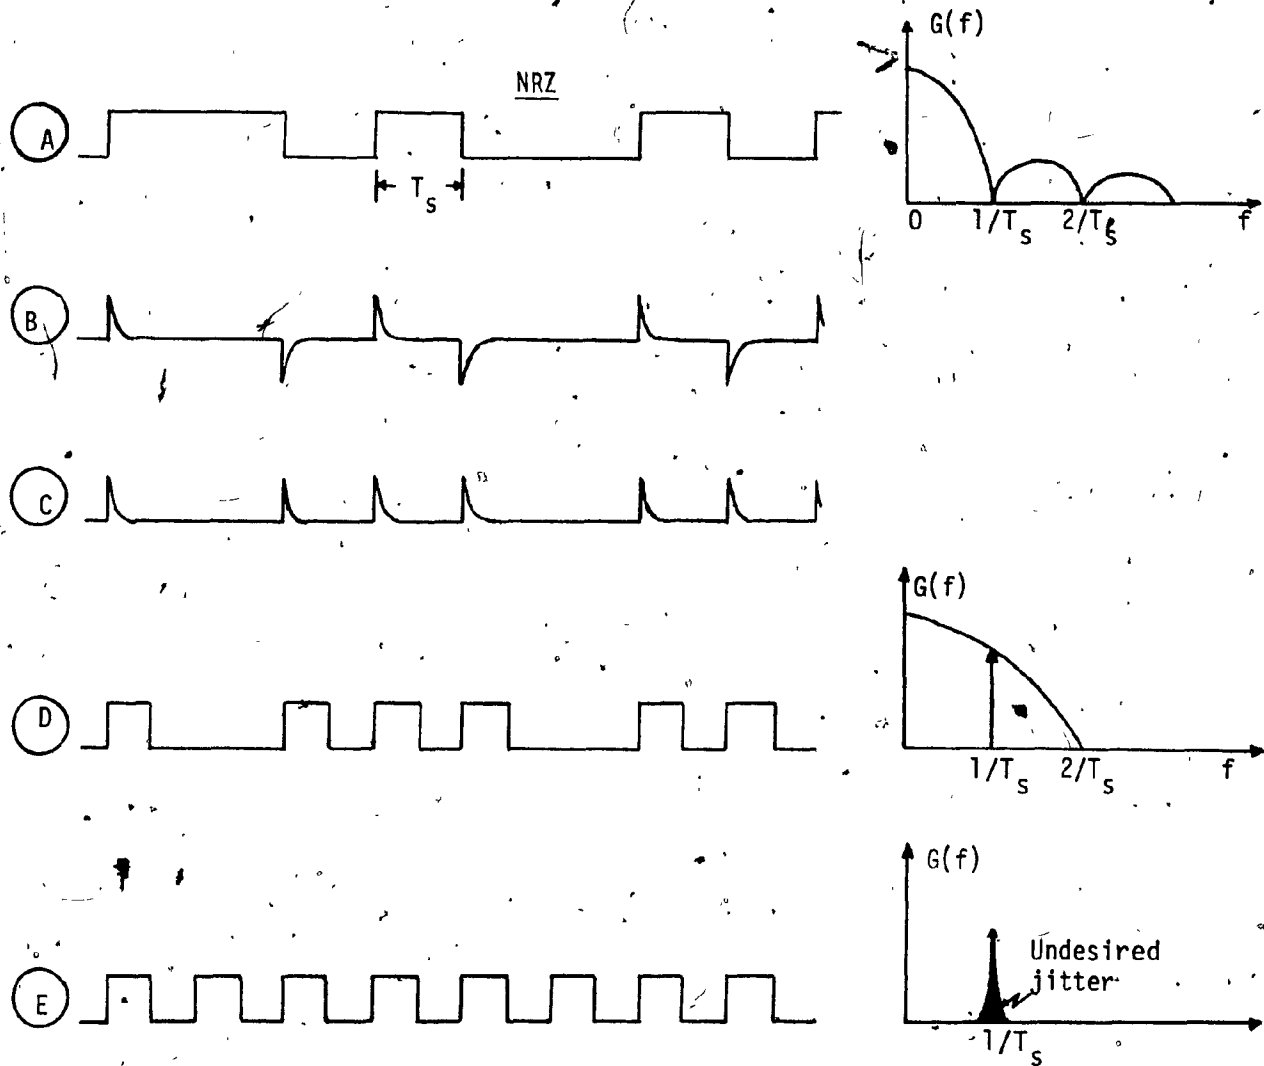 G(f)
NRZ
A
T_s
0 1/T_s 2/T_s f
B
C
G(f)
D
1/T_s 2/T_s f
G(f)
Undesired
jitter
E
1/T_s